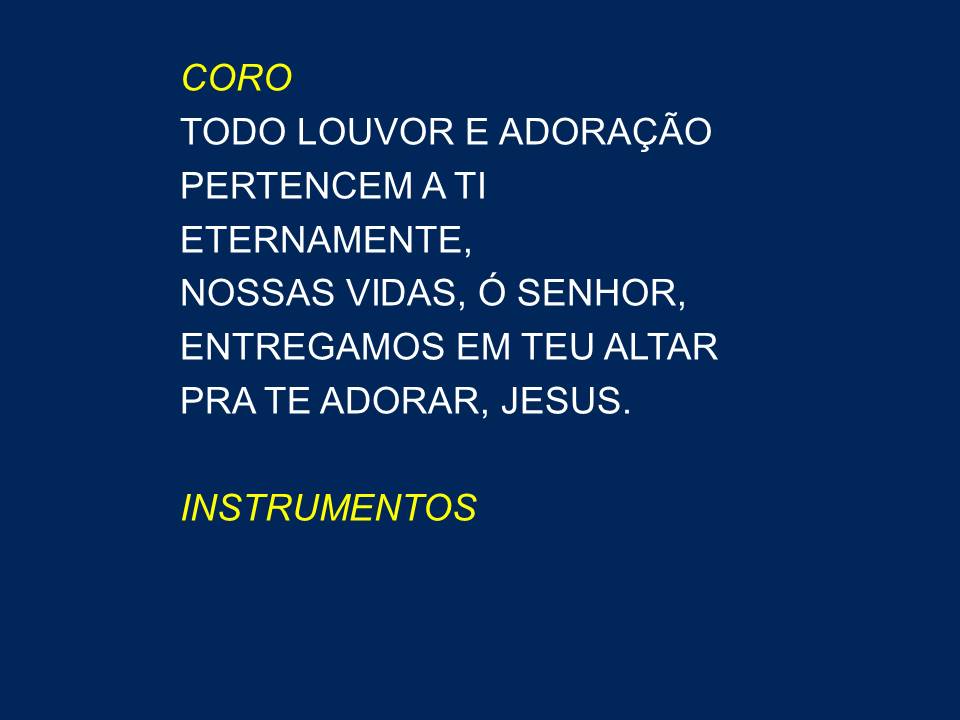 CORO
TODO LOUVOR E ADORAÇÃO
PERTENCEM A TI
ETERNAMENTE,
NOSSAS VIDAS, Ó SENHOR,
ENTREGAMOS EM TEU ALTAR
PRA TE ADORAR, JESUS.
INSTRUMENTOS